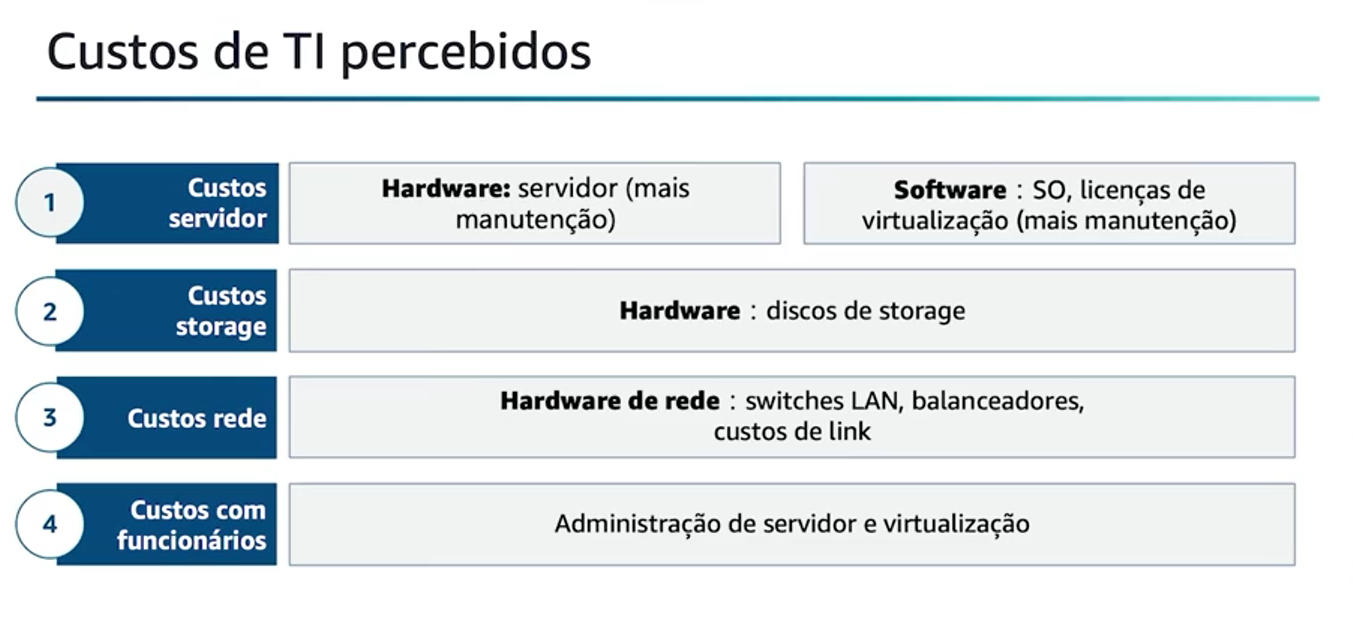 Custos de TI percebidos
1
Custos
servidor
Hardware: servidor (mais
manutenção)
Software : SO, licenças de
virtualização (mais manutenção)
2
Custos
storage
Hardware : discos de storage
3
Custos rede
Hardware de rede : switches LAN, balanceadores,
custos de link
4
Custos com
funcionários
Administração de servidor e virtualização